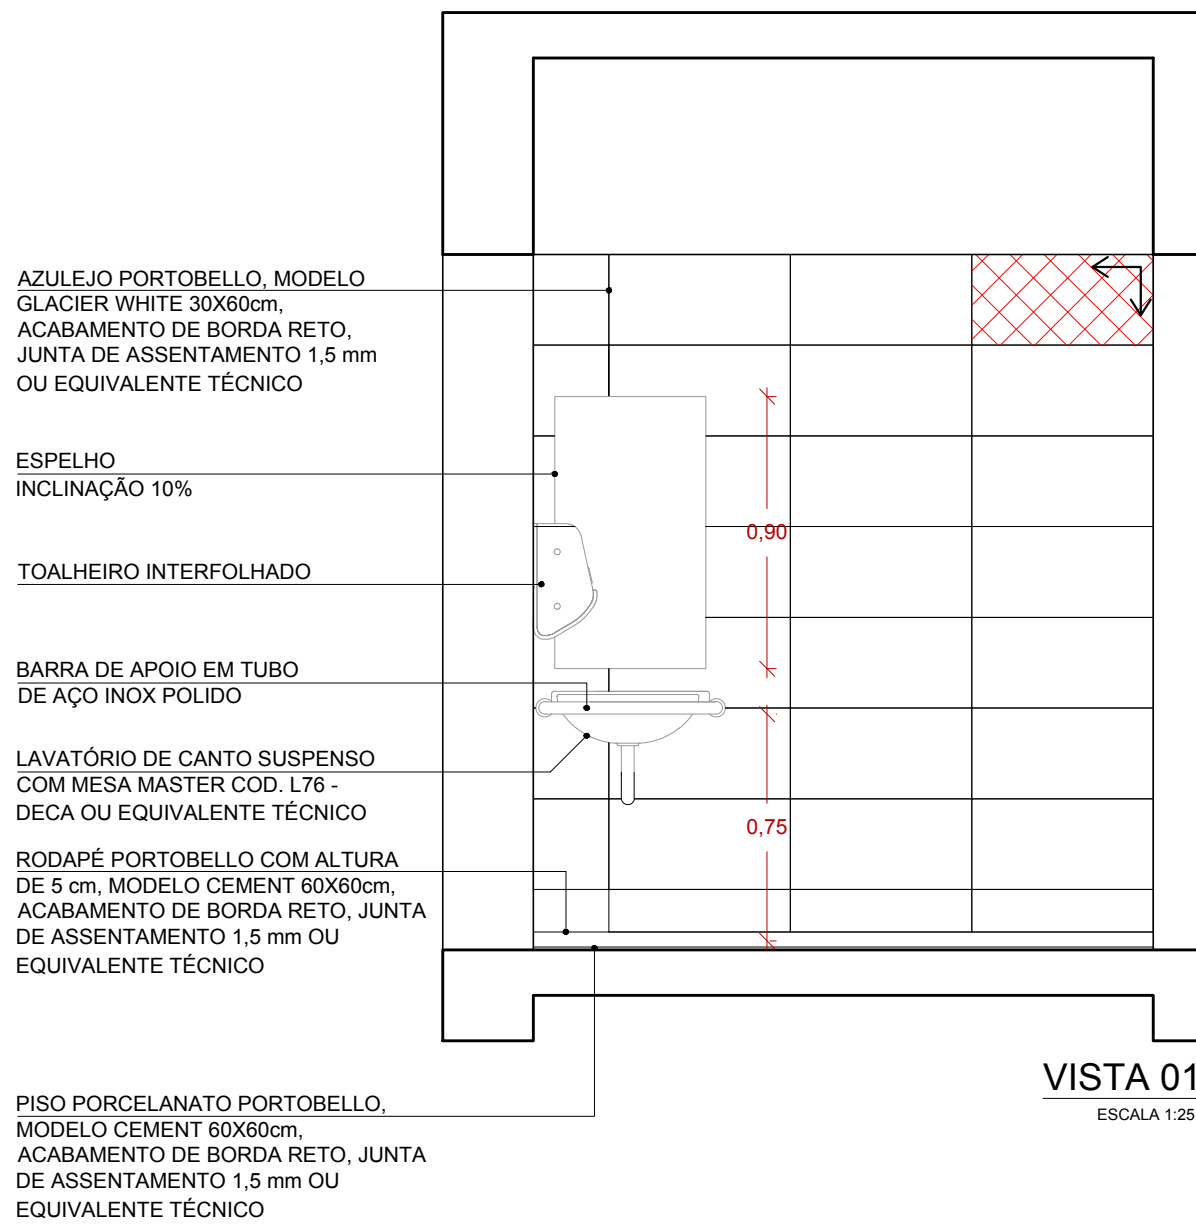 AZULEJO PORTOBELLO, MODELO
GLACIER WHITE 30X60cm,
ACABAMENTO DE BORDA RETO,
JUNTA DE ASSENTAMENTO 1,5 mm
OU EQUIVALENTE TÉCNICO
ESPELHO
INCLINAÇÃO 10%
0,90
TOALHEIRO INTERFOLHADO
BARRA DE APOIO EM TUBO
DE AÇO INOX POLIDO
LAVATÓRIO DE CANTO SUSPENSO
COM MESA MASTER COD. L76 -
DECA OU EQUIVALENTE TÉCNICO
0,75
RODAPÉ PORTOBELLO COM ALTURA
DE 5 cm, MODELO CEMENT 60X60cm,
ACABAMENTO DE BORDA RETO, JUNTA
DE ASSENTAMENTO 1,5 mm OU
EQUIVALENTE TÉCNICO
VISTA 01
ESCALA 1:25
PISO PORCELANATO PORTOBELLO,
MODELO CEMENT 60X60cm,
ACABAMENTO DE BORDA RETO, JUNTA
DE ASSENTAMENTO 1,5 mm OU
EQUIVALENTE TÉCNICO